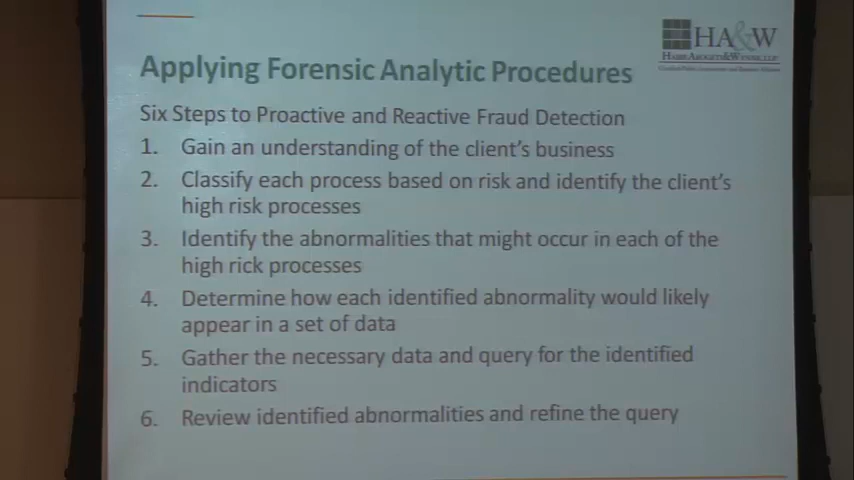 HA&W
HABIF, AROGETI & WYNNE, LLP
Applying Forensic Analytic Procedures
Six Steps to Proactive and Reactive Fraud Detection
1. Gain an understanding of the client's business
2. Classify each process based on risk and identify the client's
high risk processes
3. Identify the abnormalities that might occur in each of the
high rick processes
4. Determine how each identified abnormality would likely
appear in a set of data
5. Gather the necessary data and query for the identified
indicators
6. Review identified abnormalities and refine the query